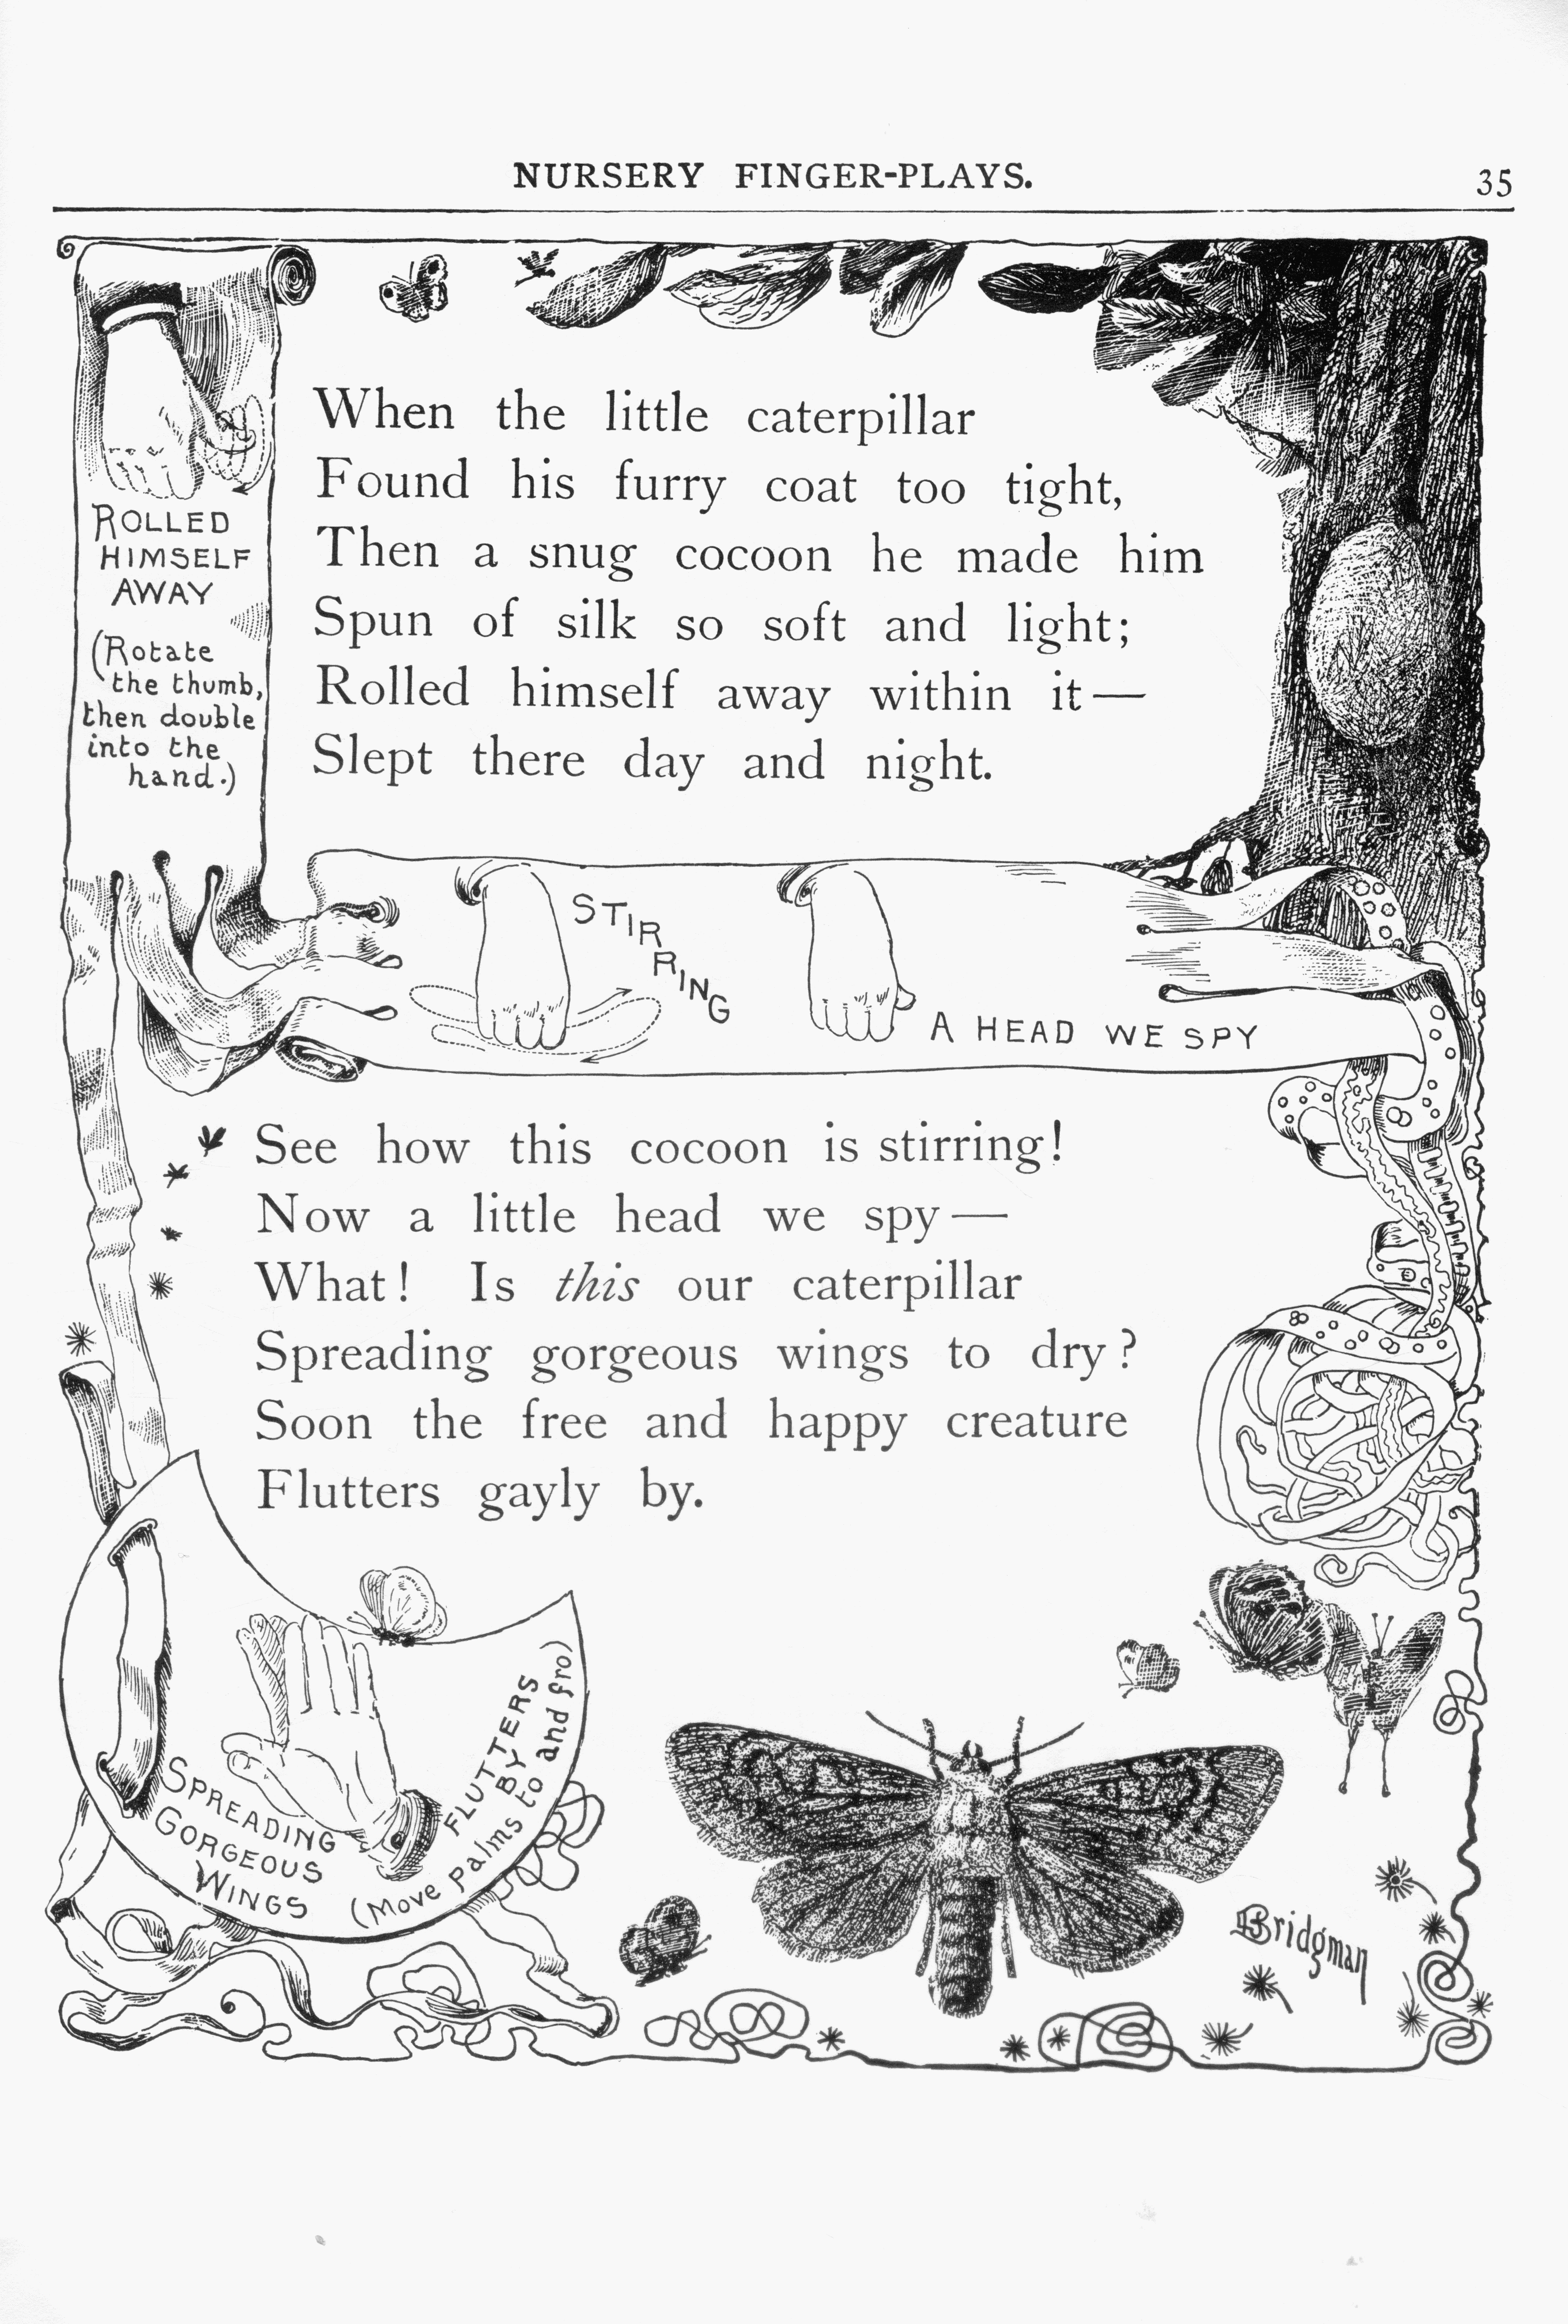 NURSERY FINGER-PLAYS.
35
ROLLED
HIMSELF
AWAY
(Rotate
the thumb,
then double
into the
hand.)
When the little caterpillar
Found his furry coat too tight,
Then a snug cocoon he made him
Spun of silk so soft and light;
Rolled himself away within it—
Slept there day and night.
STIRRING
A HEAD WE SPY
See how this cocoon is stirring!
Now a little head we spy—
What! Is this our caterpillar
Spreading gorgeous wings to dry?
Soon the free and happy creature
Flutters gayly by.
SPREADING
GORGEOUS
WINGS
FLUTTERS
BY
(Move palms to and fro)
Bridgman